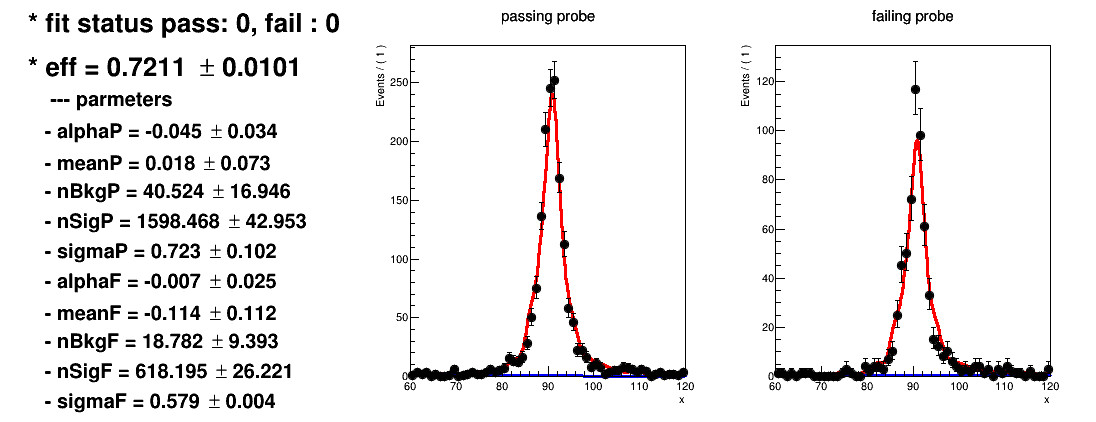 * fit status pass: 0, fail : 0
* eff = 0.7211 ± 0.0101
--- parmeters
- alphaP = -0.045 ± 0.034
- meanP = 0.018 ± 0.073
- nBkgP = 40.524 ± 16.946
- nSigP = 1598.468 ± 42.953
- sigmaP = 0.723 ± 0.102
- alphaF = -0.007 ± 0.025
- meanF = -0.114 ± 0.112
- nBkgF = 18.782 ± 9.393
- nSigF = 618.195 ± 26.221
- sigmaF = 0.579 ± 0.004
passing probe
Events / ( 1 )
250
200
150
100
50
0
60 70 80 90 100 110 120
x
failing probe
Events / ( 1 )
120
100
80
60
40
20
0
60 70 80 90 100 110 120
x